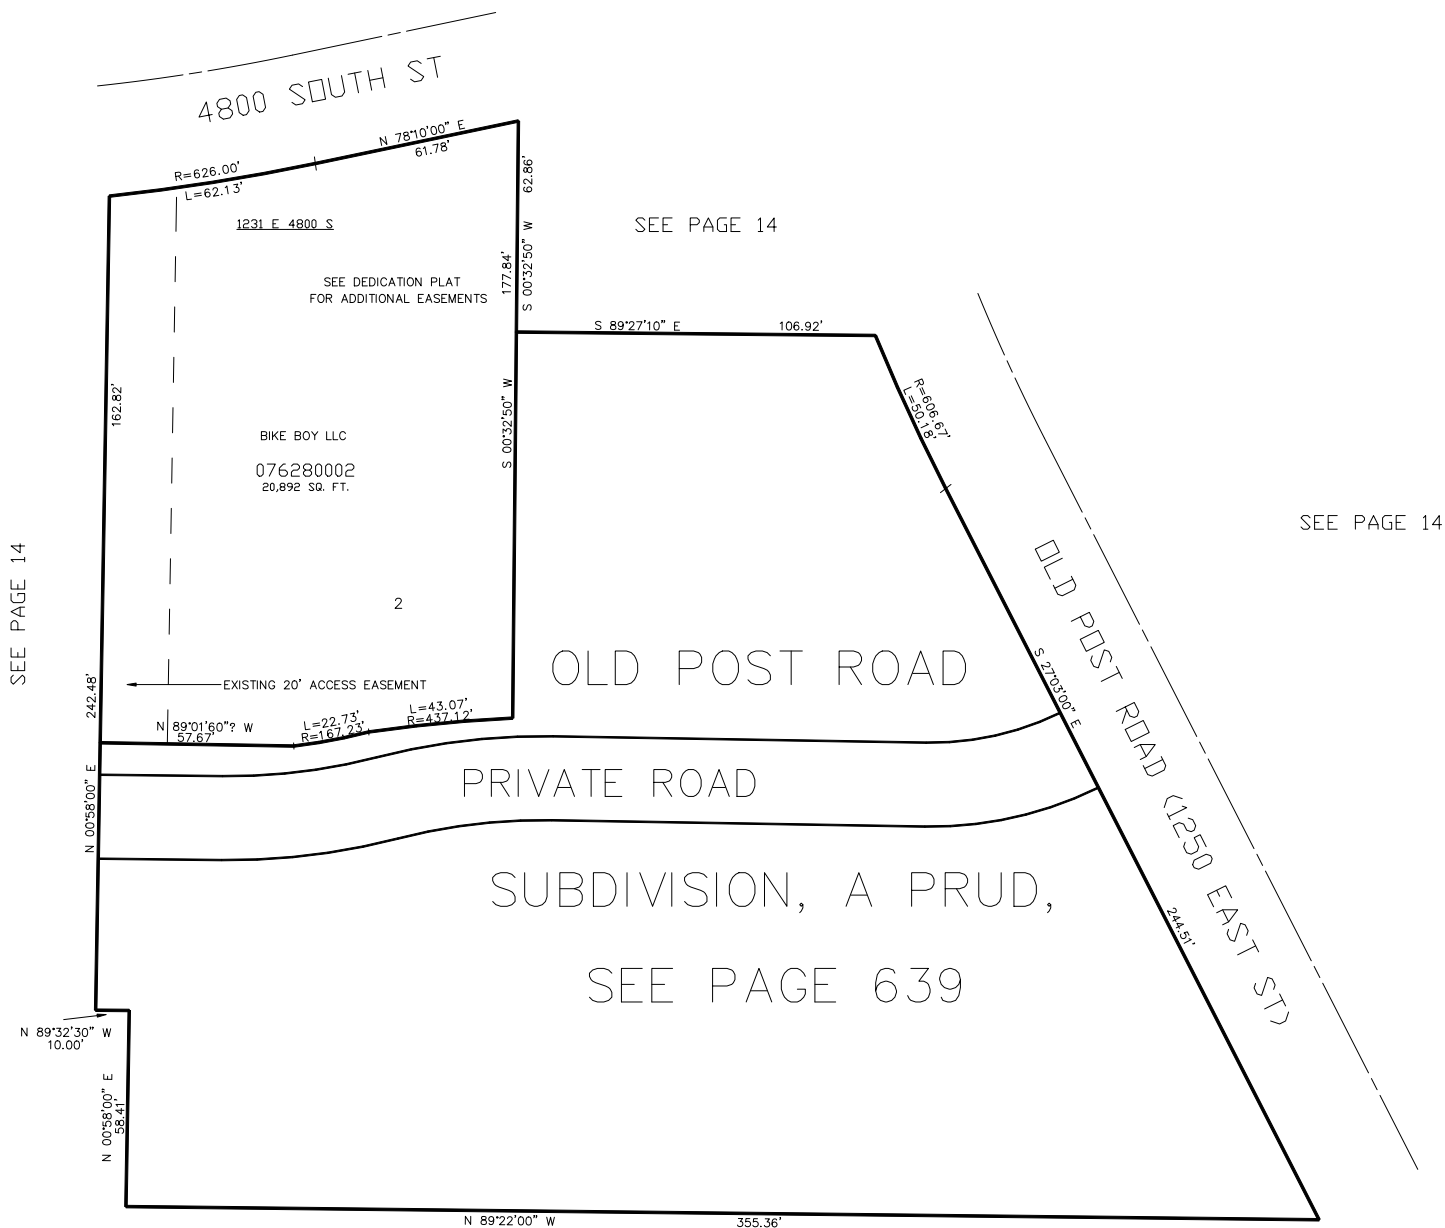 4800 SOUTH ST
N 78°10'00" E
61.78'
R=626.00'
L=62.13'
1231 E 4800 S
62.86'
S 00°32'50" W
177.84'
SEE PAGE 14
SEE DEDICATION PLAT
FOR ADDITIONAL EASEMENTS
S 89°27'10" E 106.92'
162.82'
S 00°32'50" W
R=606.67'
L=50.18'
BIKE BOY LLC
076280002
20,892 SQ. FT.
SEE PAGE 14
SEE PAGE 14
2
OLD POST ROAD
OLD POST ROAD (1250 EAST ST)
S 27°03'00" E
244.51'
EXISTING 20' ACCESS EASEMENT
242.48'
N 00°58'00" E
N 89°01'60"? W
57.67'
L=22.73'
R=167.23'
L=43.07'
R=437.12'
PRIVATE ROAD
SUBDIVISION, A PRUD,
SEE PAGE 639
N 89°32'30" W
10.00'
N 00°58'00" E
58.41'
N 89°22'00" W 355.36'